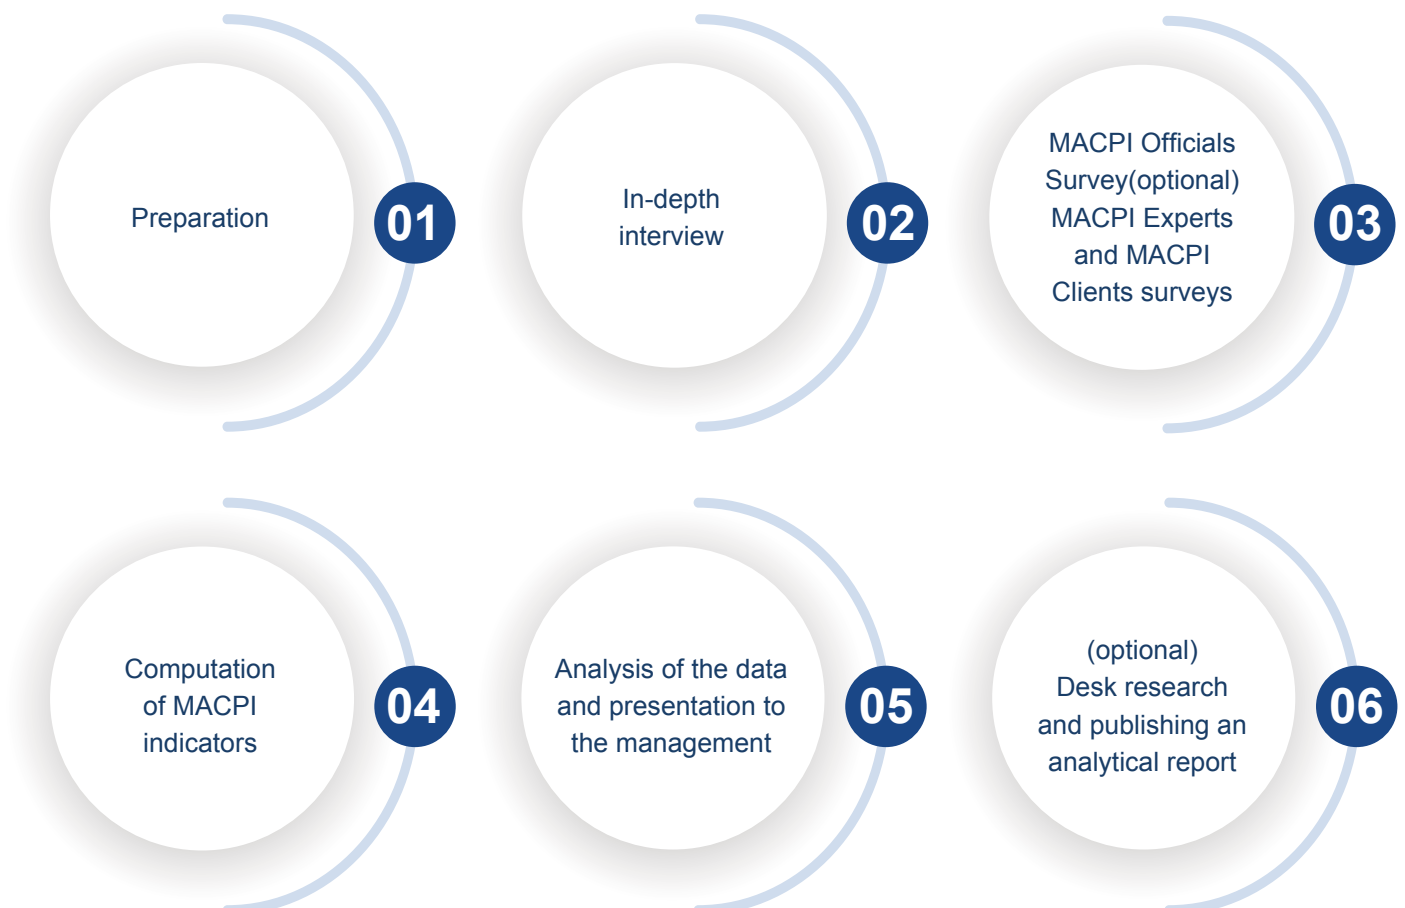 Preparation
01
In-depth
interview
02
MACPI Officials
Survey(optional)
MACPI Experts
and MACPI
Clients surveys
03
Computation
of MACPI
indicators
04
Analysis of the data
and presentation to
the management
05
(optional)
Desk research
and publishing an
analytical report
06